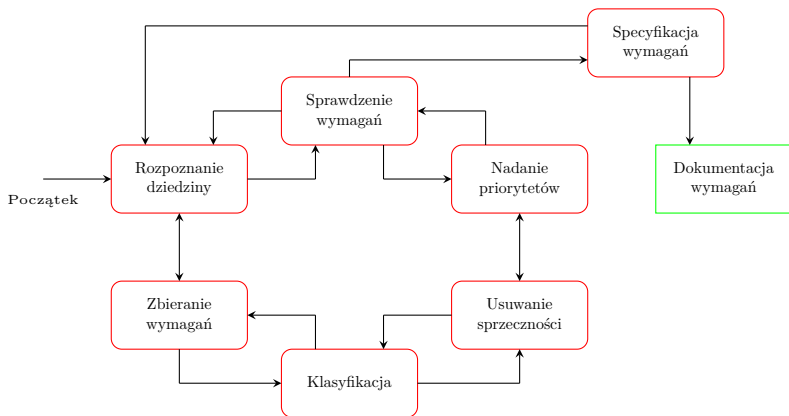 Specyfikacja
wymagań
Sprawdzenie
wymagań
Rozpoznanie
dziedziny
Nadanie
priorytetów
Dokumentacja
wymagań
Początek
Zbieranie
wymagań
Usuwanie
sprzeczności
Klasyfikacja